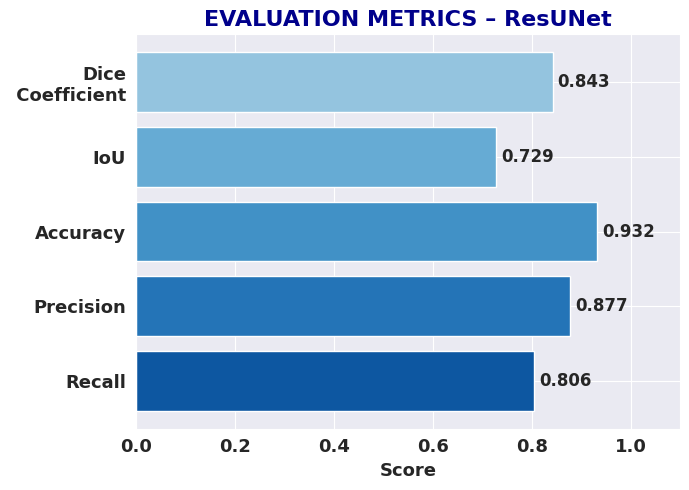 EVALUATION METRICS – ResUNet
Dice
Coefficient
0.843
IoU
0.729
Accuracy
0.932
Precision
0.877
Recall
0.806
0.0 0.2 0.4 0.6 0.8 1.0
Score